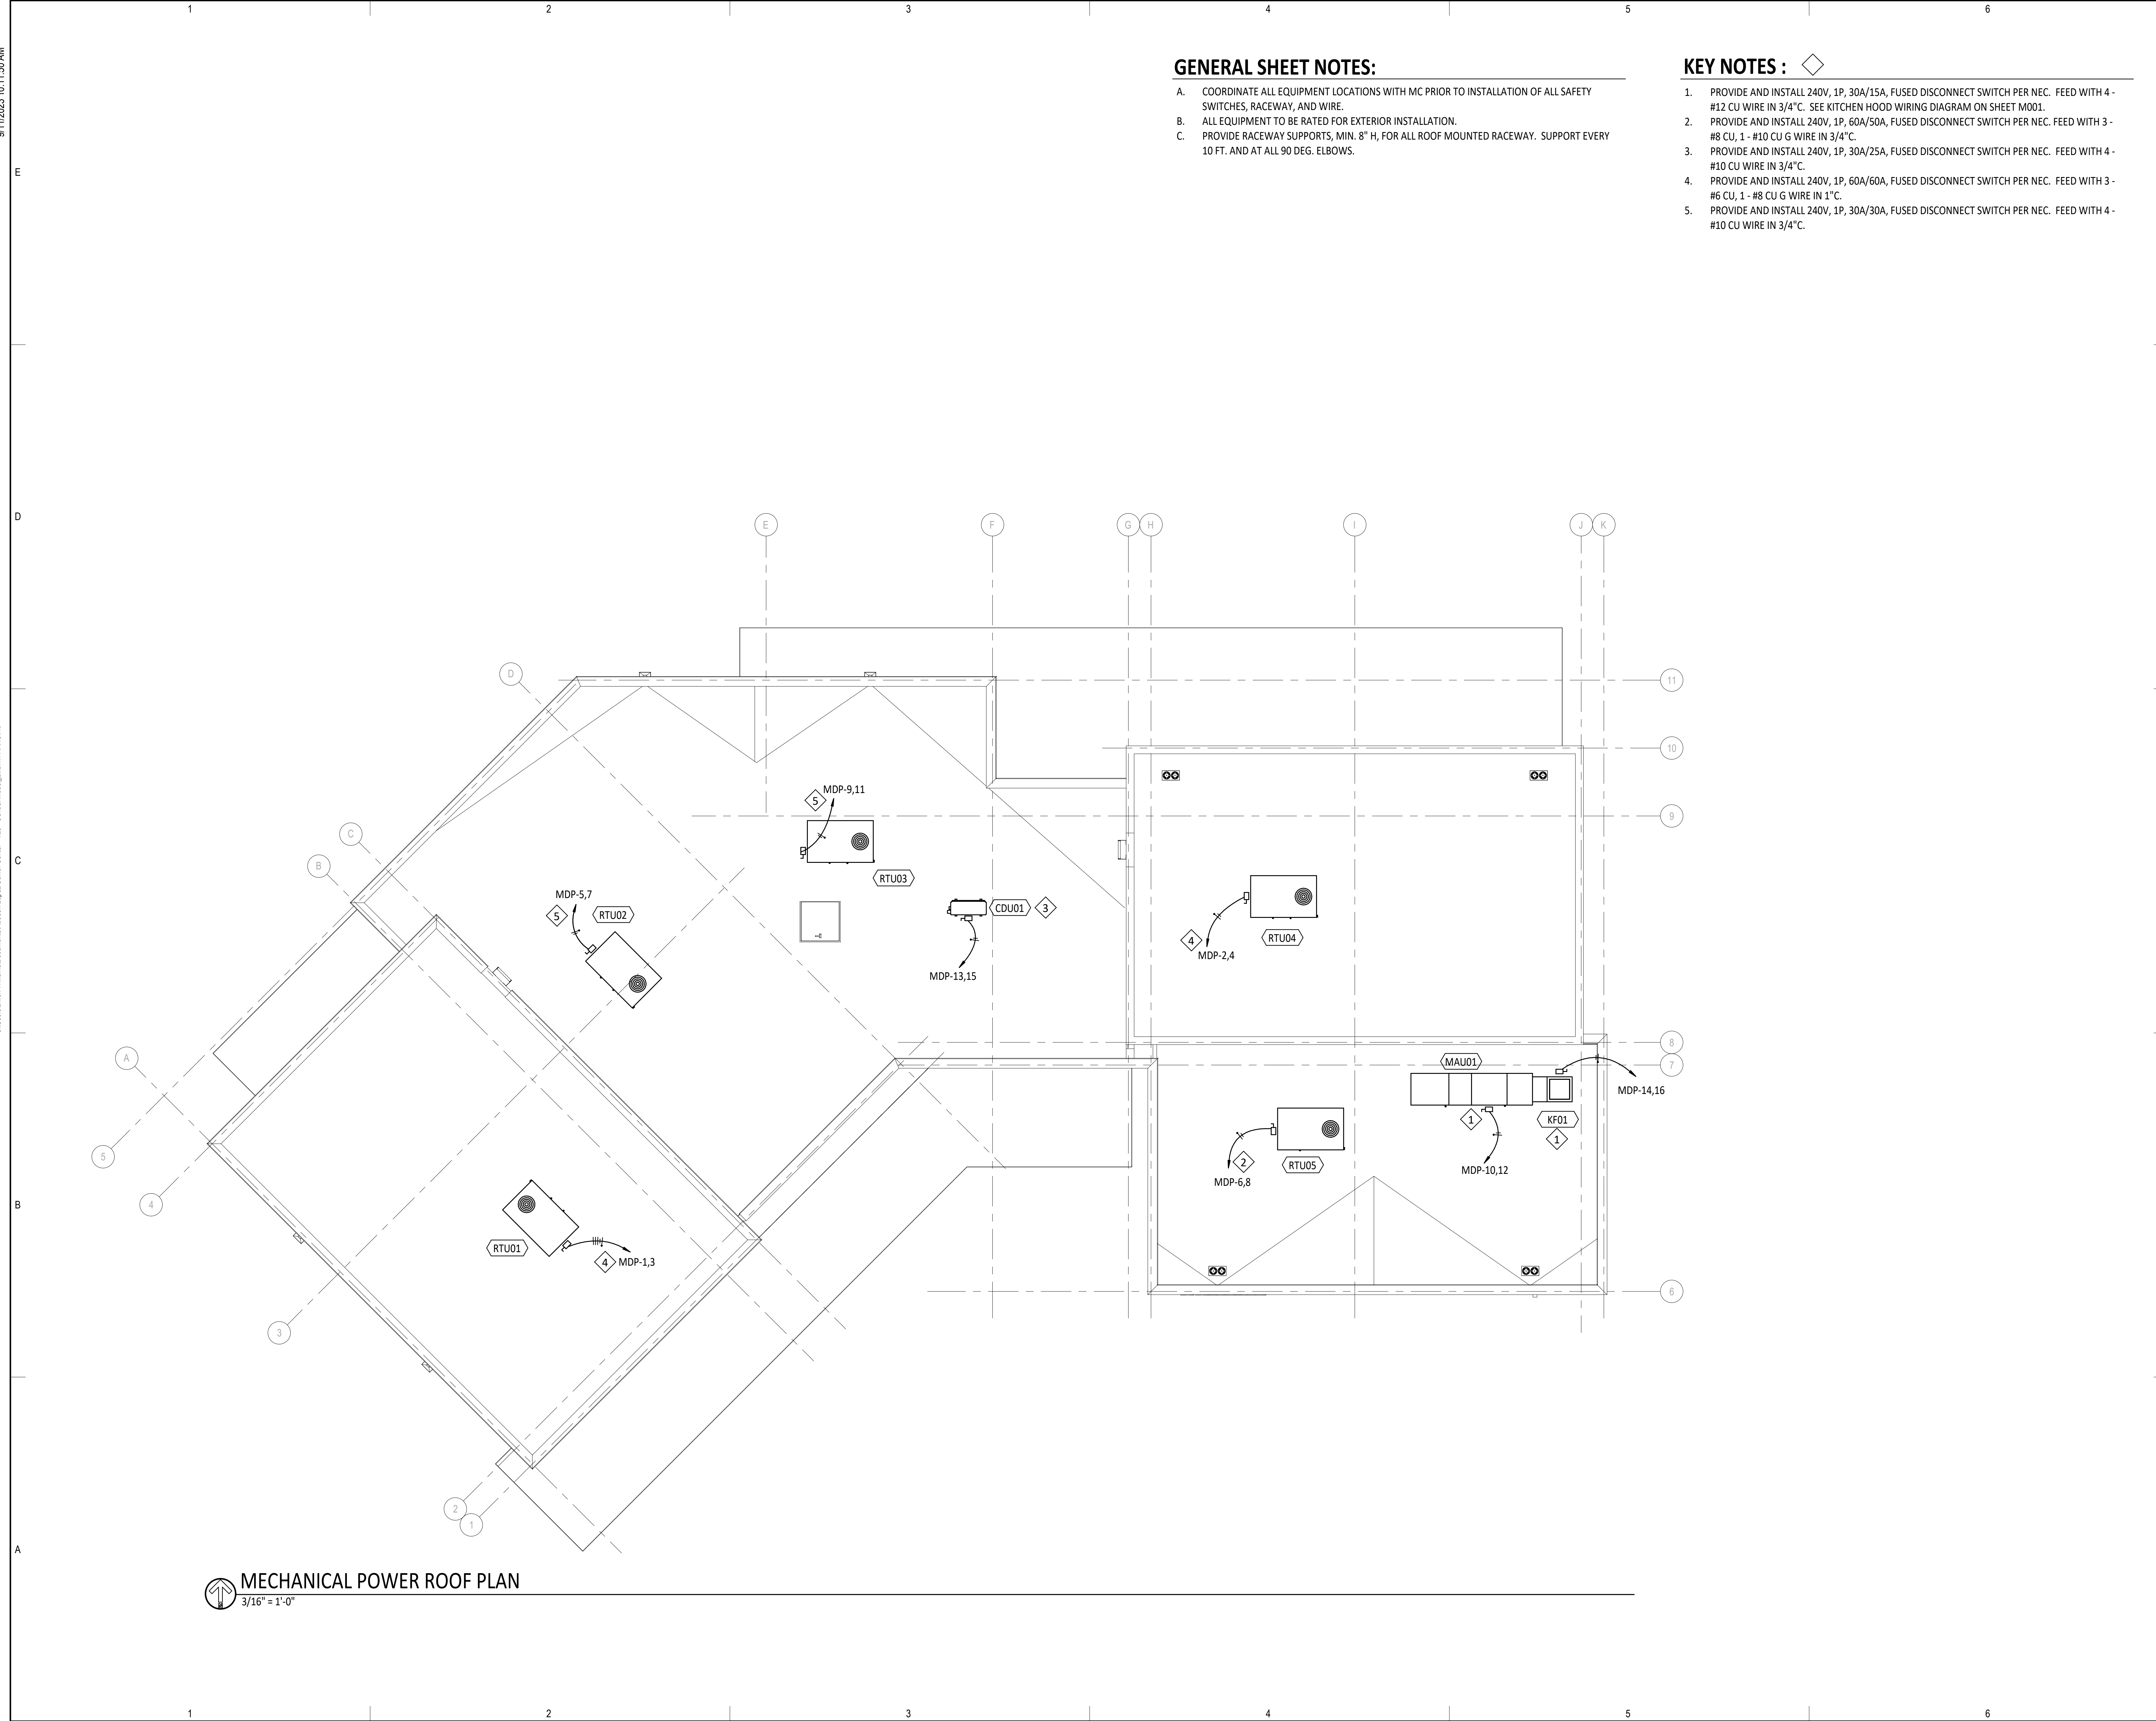 1 2 3 4 5 6
GENERAL SHEET NOTES:
A. COORDINATE ALL EQUIPMENT LOCATIONS WITH MC PRIOR TO INSTALLATION OF ALL SAFETY
SWITCHES, RACEWAY, AND WIRE.
B. ALL EQUIPMENT TO BE RATED FOR EXTERIOR INSTALLATION.
C. PROVIDE RACEWAY SUPPORTS, MIN. 8" H, FOR ALL ROOF MOUNTED RACEWAY. SUPPORT EVERY
10 FT. AND AT ALL 90 DEG. ELBOWS.
KEY NOTES :
1. PROVIDE AND INSTALL 240V, 1P, 30A/15A, FUSED DISCONNECT SWITCH PER NEC. FEED WITH 4 -
#12 CU WIRE IN 3/4"C. SEE KITCHEN HOOD WIRING DIAGRAM ON SHEET M001.
2. PROVIDE AND INSTALL 240V, 1P, 60A/50A, FUSED DISCONNECT SWITCH PER NEC. FEED WITH 3 -
#8 CU, 1 - #10 CU G WIRE IN 3/4"C.
3. PROVIDE AND INSTALL 240V, 1P, 30A/25A, FUSED DISCONNECT SWITCH PER NEC. FEED WITH 4 -
#10 CU WIRE IN 3/4"C.
4. PROVIDE AND INSTALL 240V, 1P, 60A/60A, FUSED DISCONNECT SWITCH PER NEC. FEED WITH 3 -
#6 CU, 1 - #8 CU G WIRE IN 1"C.
5. PROVIDE AND INSTALL 240V, 1P, 30A/30A, FUSED DISCONNECT SWITCH PER NEC. FEED WITH 4 -
#10 CU WIRE IN 3/4"C.
E
D
E F G H I J K
D
11
10
MDP-9,11
5
9
C
C
B
RTU03
MDP-5,7
5 RTU02
CDU01 3
4 RTU04
MDP-2,4
MDP-13,15
8
A
MAU01
7
MDP-14,16
1 KF01
1
5
2 RTU05
MDP-10,12
MDP-6,8
4
B
RTU01
4 MDP-1,3
6
3
2
1
A
MECHANICAL POWER ROOF PLAN
3/16" = 1'-0"
1 2 3 4 5 6